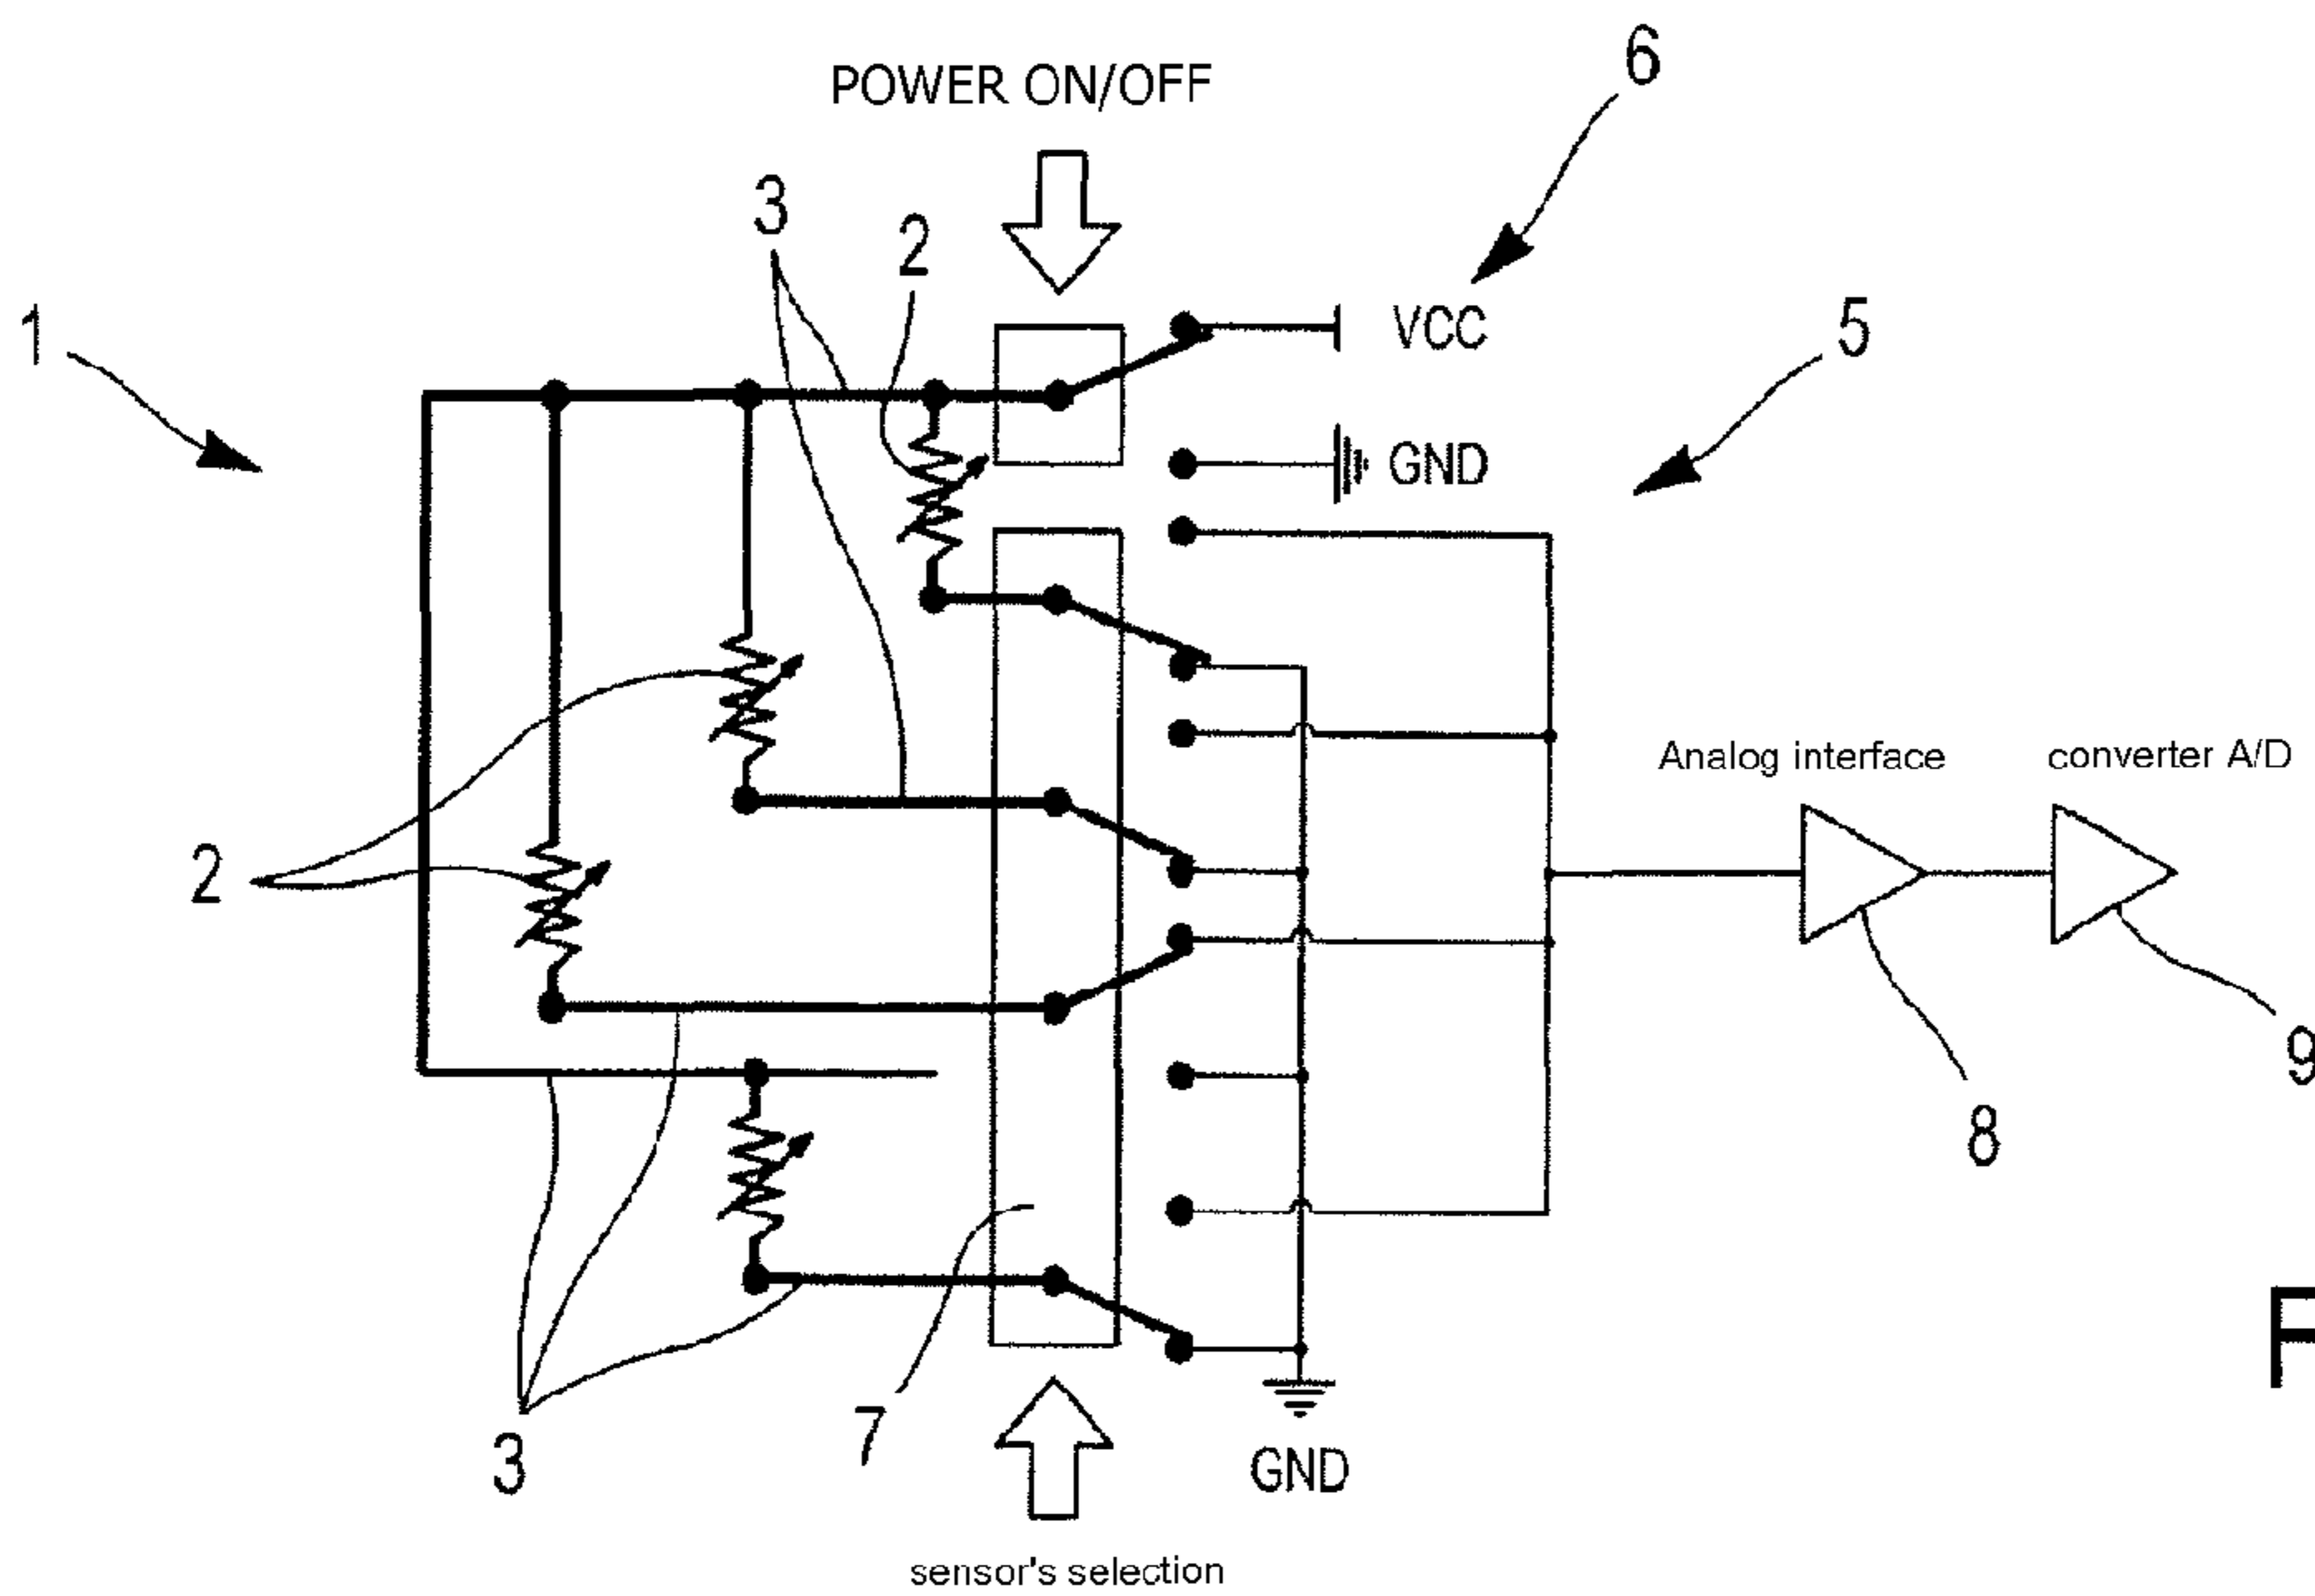 POWER ON/OFF
6
3
2
1
VCC
5
GND
Analog interface
converter A/D
2
9
8
F
3
7
GND
sensor's selection